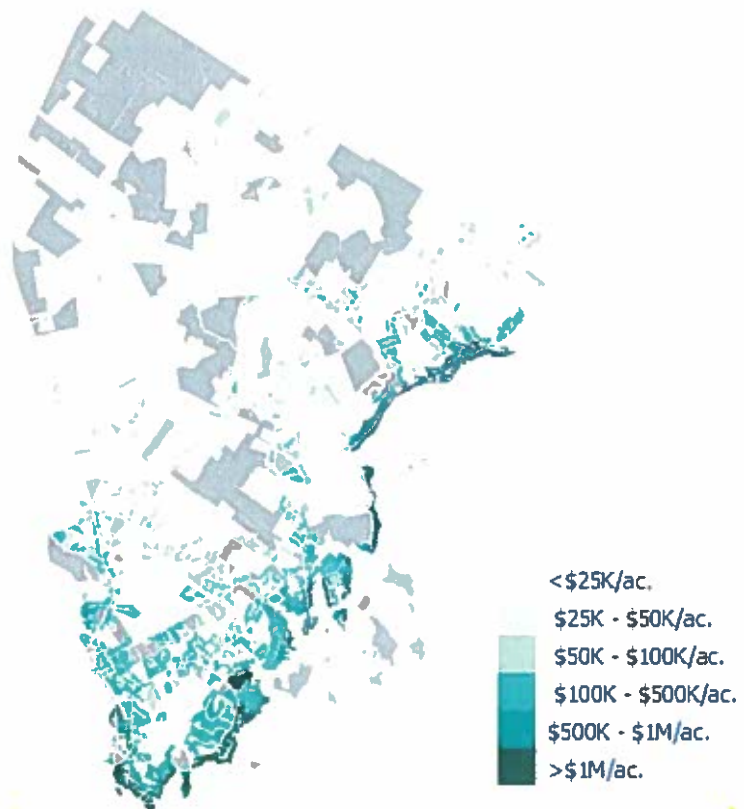 <$25K/ac.
$25K - $50K/ac.
$50K - $100K/ac.
$100K - $500K/ac.
$500K - $1M/ac.
>$1M/ac.